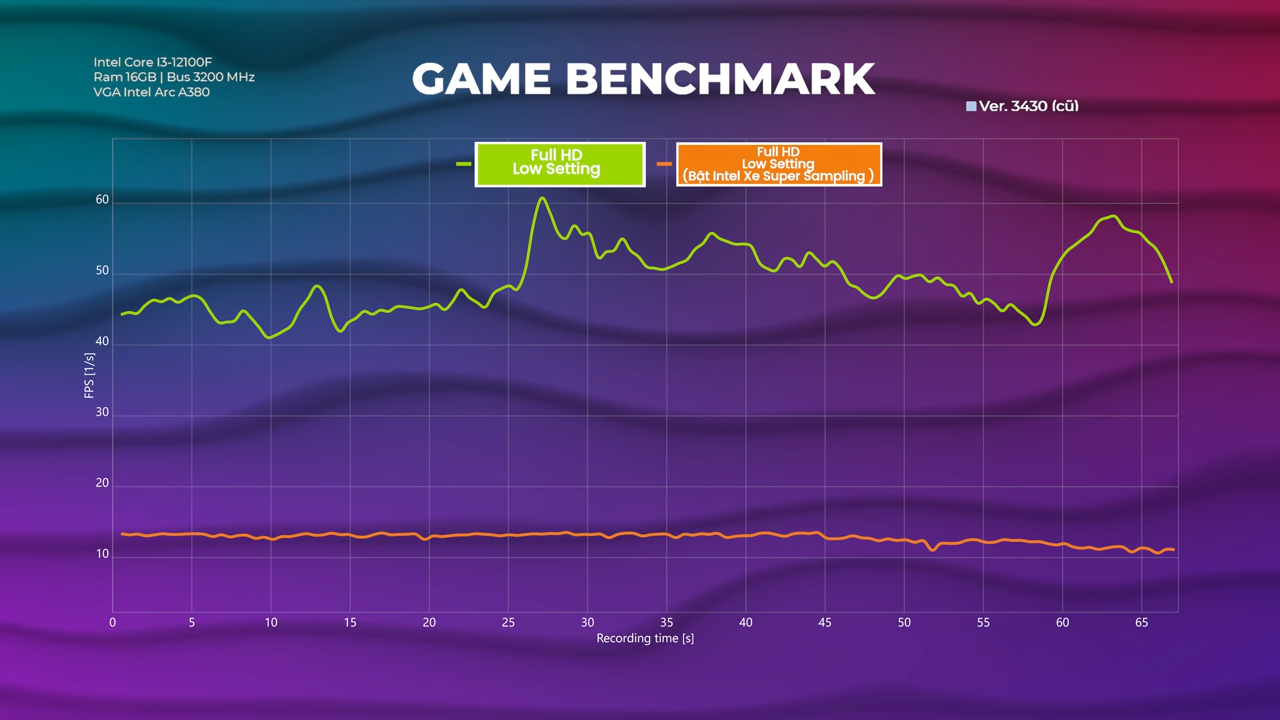 Intel Core I3-12100F
Ram 16GB | Bus 3200 MHz
VGA Intel Arc A380
GAME BENCHMARK
Ver. 3430 (cũ)
Full HD
Low Setting
Full HD
Low Setting
(Bật Intel Xe Super Sampling )
60
50
40
30
20
10
FPS [1/s]
0 5 10 15 20 25 30 35 40 45 50 55 60 65
Recording time [s]